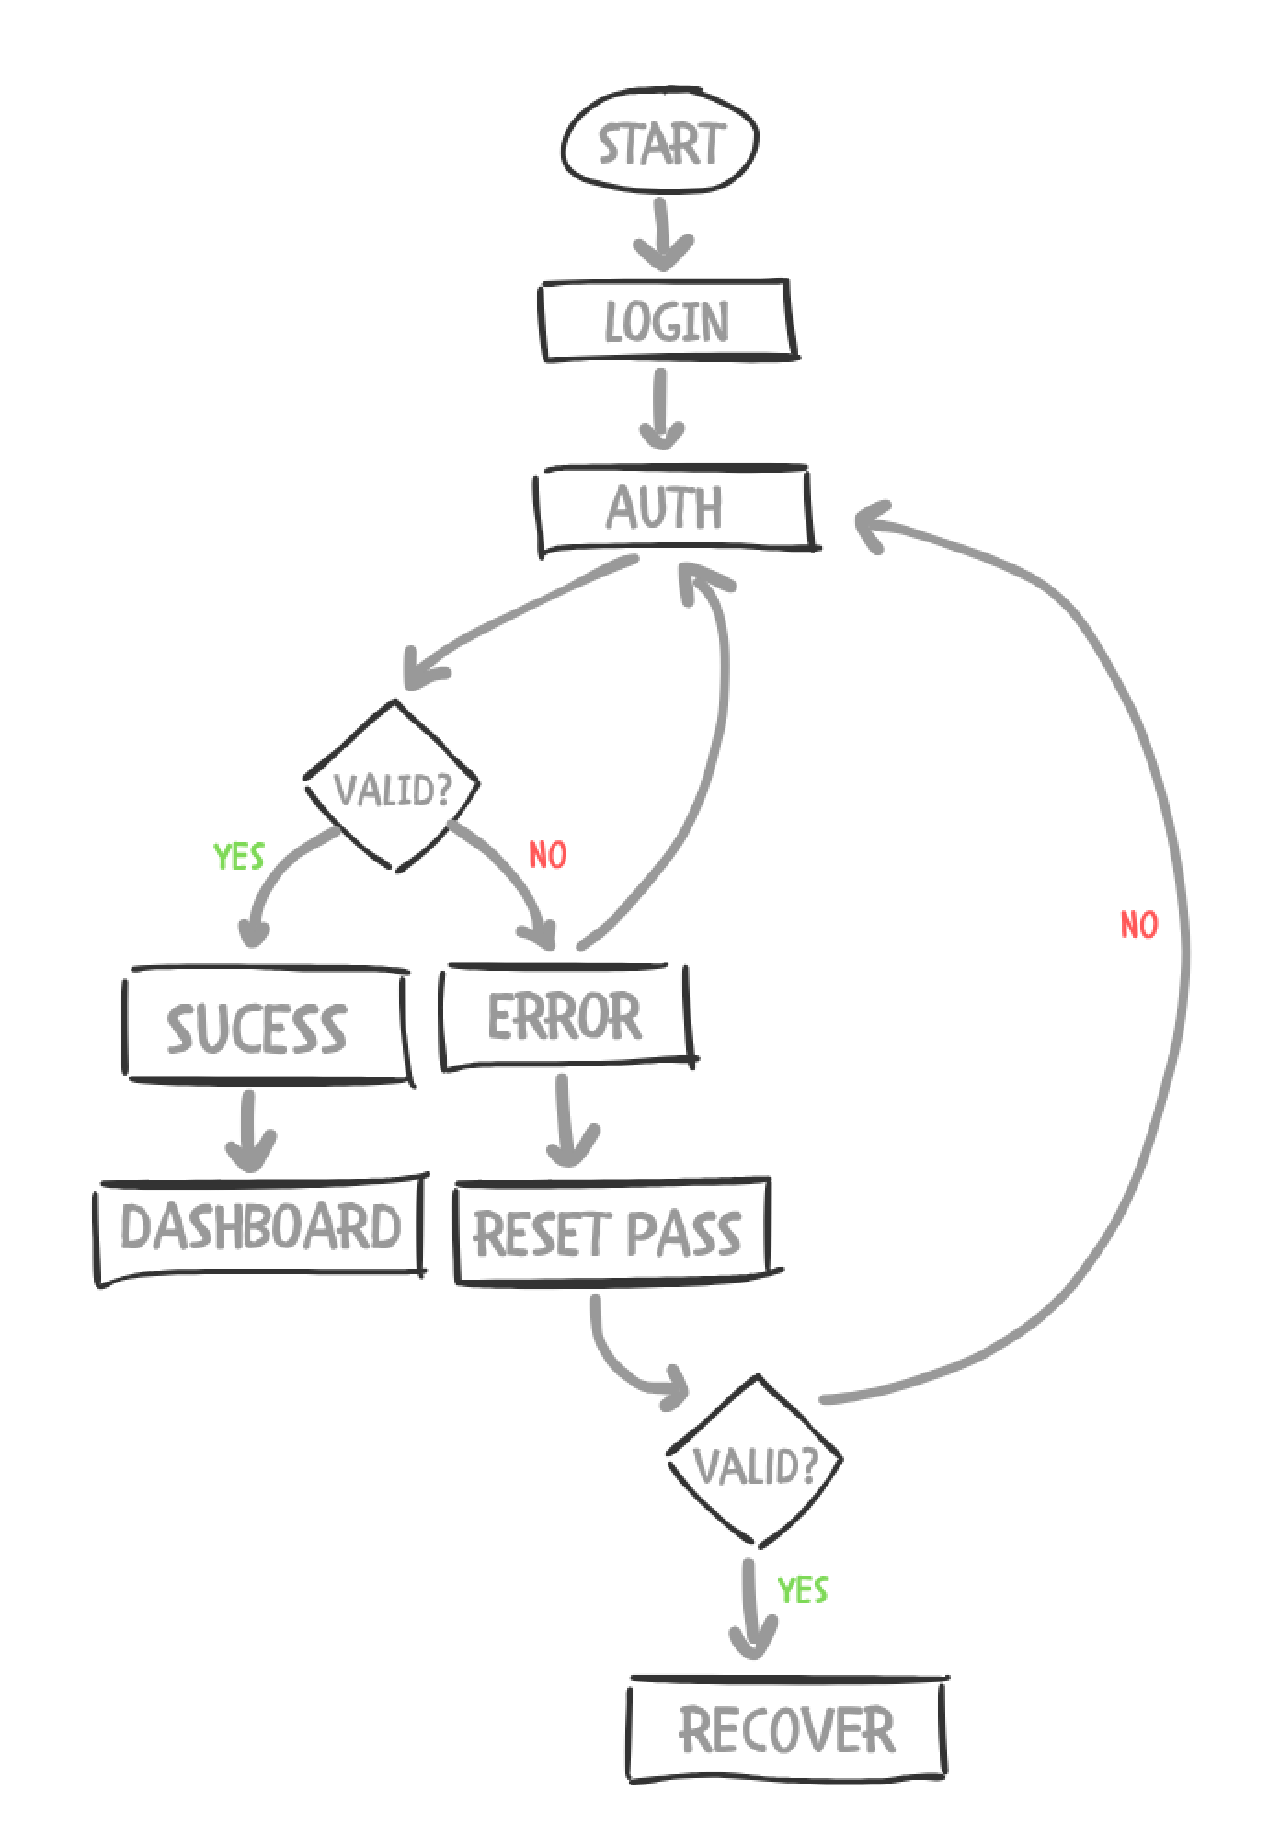 START
LOGIN
AUTH
VALID?
YES
NO
SUCESS
ERROR
NO
DASHBOARD
RESET PASS
VALID?
YES
RECOVER